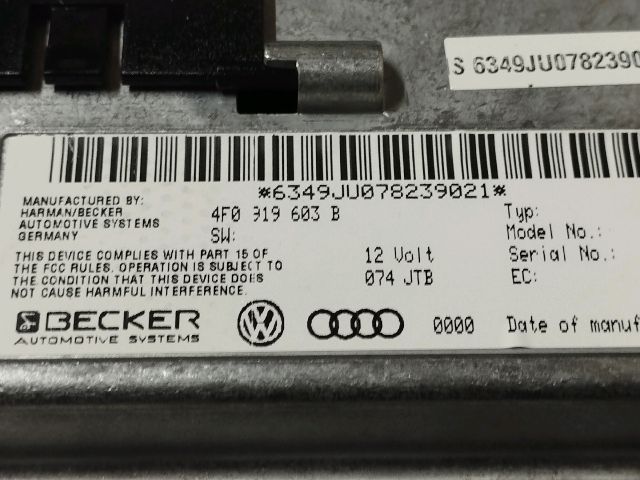 S 6349JU07823902
*6349JU078239021*
MANUFACTURED BY:
HARMAN/BECKER
AUTOMOTIVE SYSTEMS
GERMANY
4F0 919 603 B
SW:
Typ:
Model No.:
Serial No.:
EC:
THIS DEVICE COMPLIES WITH PART 15 OF
THE FCC RULES. OPERATION IS SUBJECT TO
THE CONDITION THAT THIS DEVICE DOES
NOT CAUSE HARMFUL INTERFERENCE.
12 Volt
074 JTB
BECKER
AUTOMOTIVE SYSTEMS
VW
0000
Date of manuf